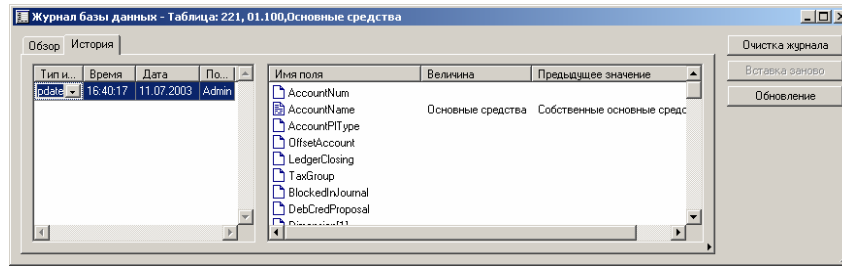 Журнал базы данных - Таблица: 221, 01.100,Основные средства
Обзор История
Очистка журнала
Вставка заново
Обновление
Тип и... Время Дата По...
pdate 16:40:17 11.07.2003 Admin
Имя поля Величина Предыдущее значение
AccountNum
AccountName Основные средства Собственные основные средс
AccountPlType
OffsetAccount
LedgerClosing
TaxGroup
BlockedInJournal
DebCredProposal
Dimension[1]